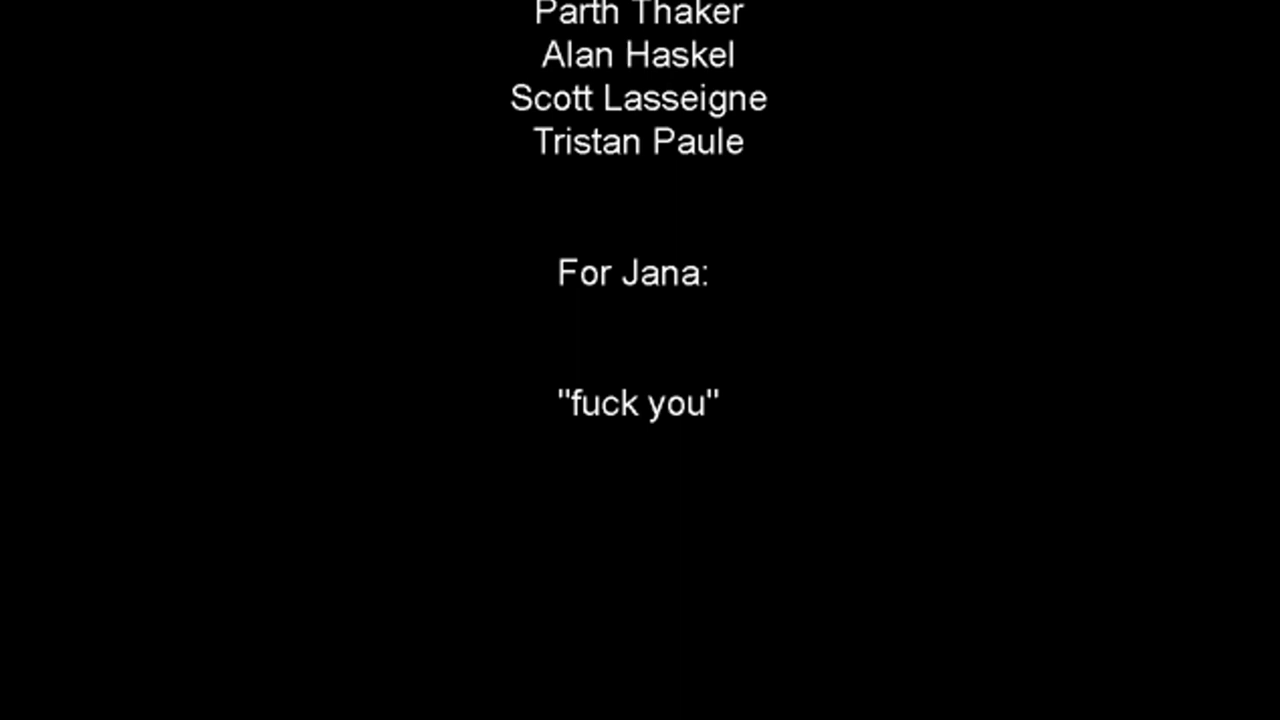 Parth Thaker
Alan Haskel
Scott Lasseigne
Tristan Paule
For Jana:
"fuck you"